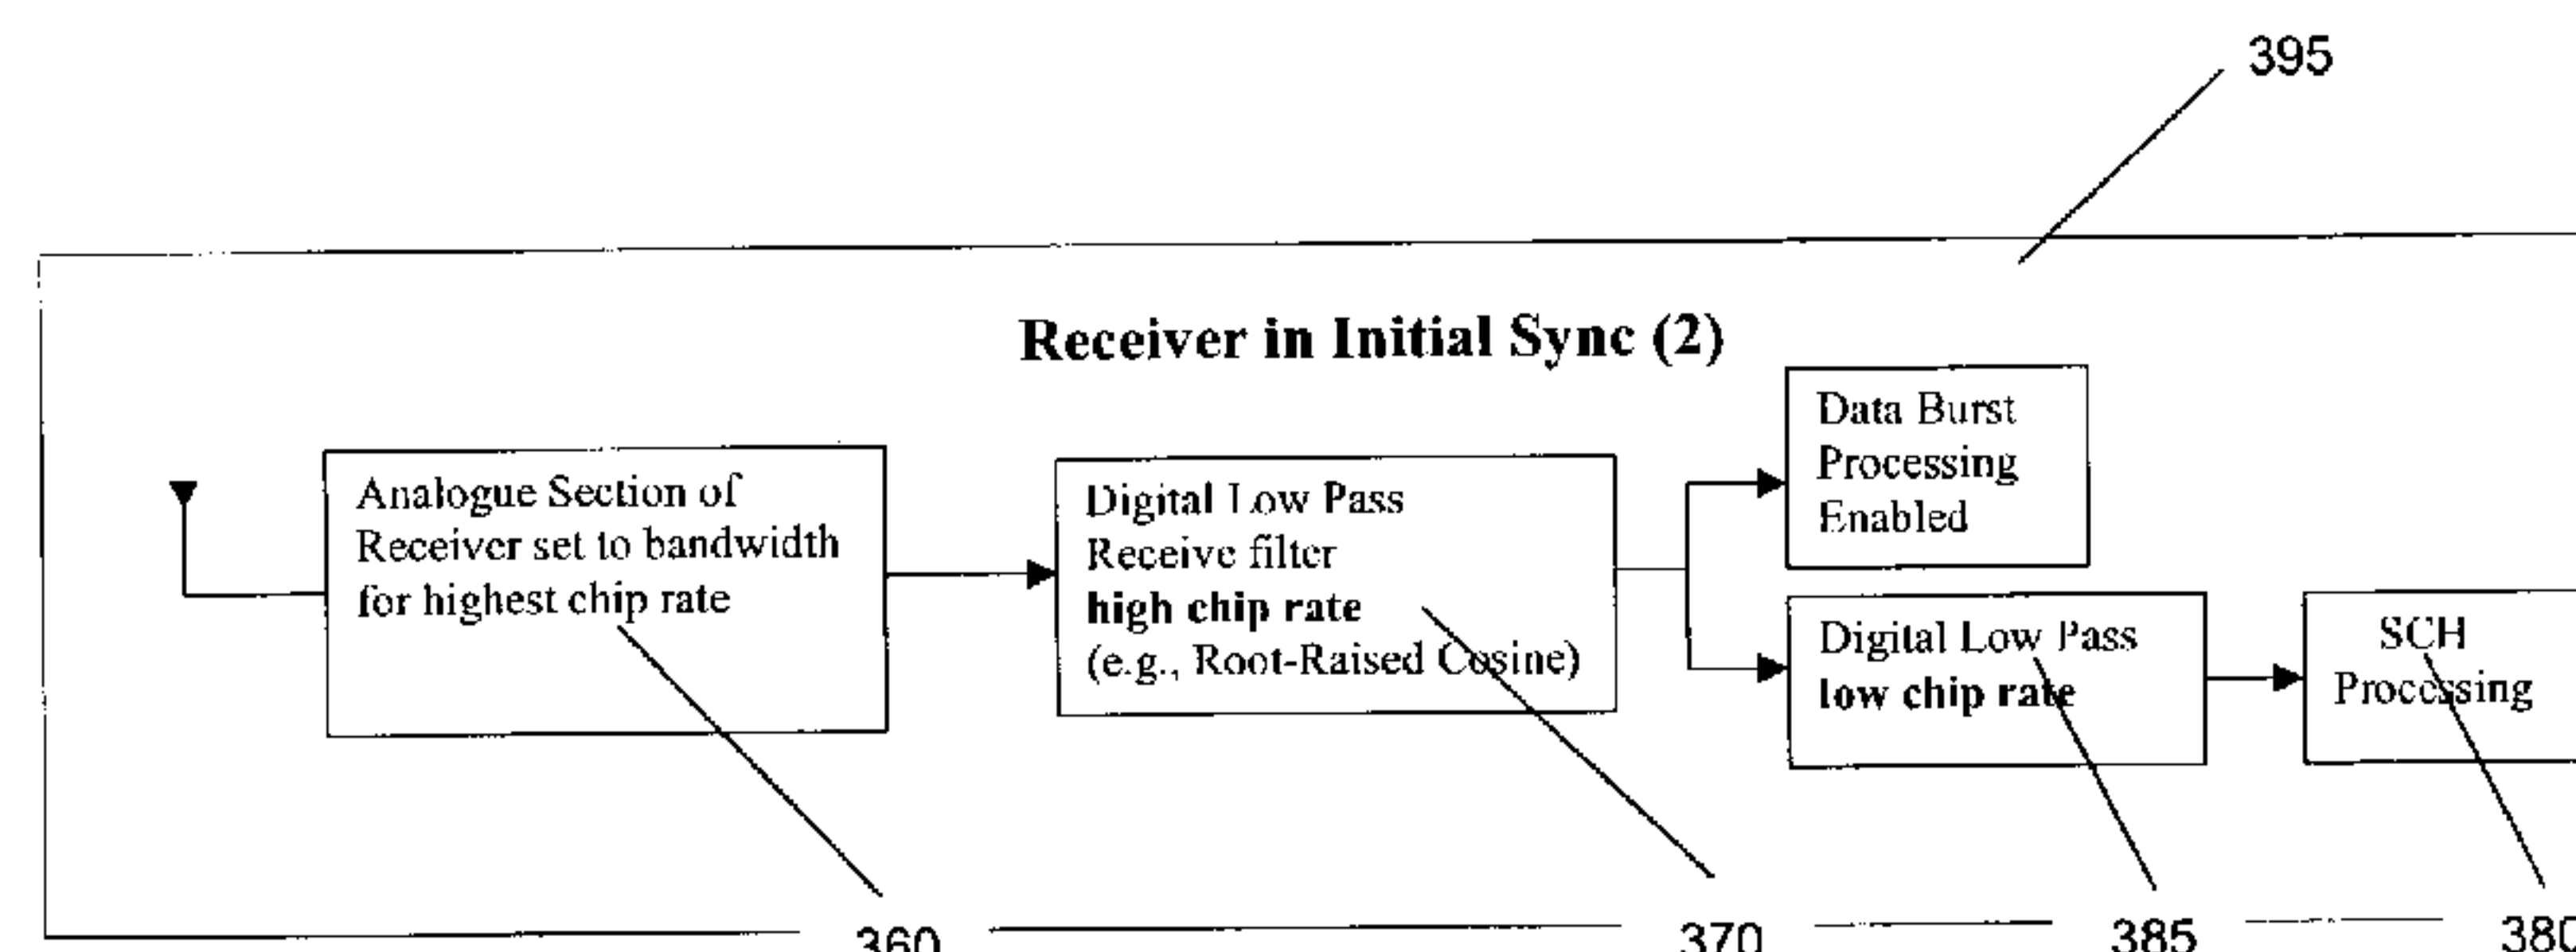 395
Receiver in Initial Sync (2)
Analogue Section of
Receiver set to bandwidth
for highest chip rate
Digital Low Pass
Receive filter
high chip rate
(e.g., Root-Raised Cosine)
Data Burst
Processing
Enabled
Digital Low Pass
low chip rate
SCH
Processing
360
370
385
380